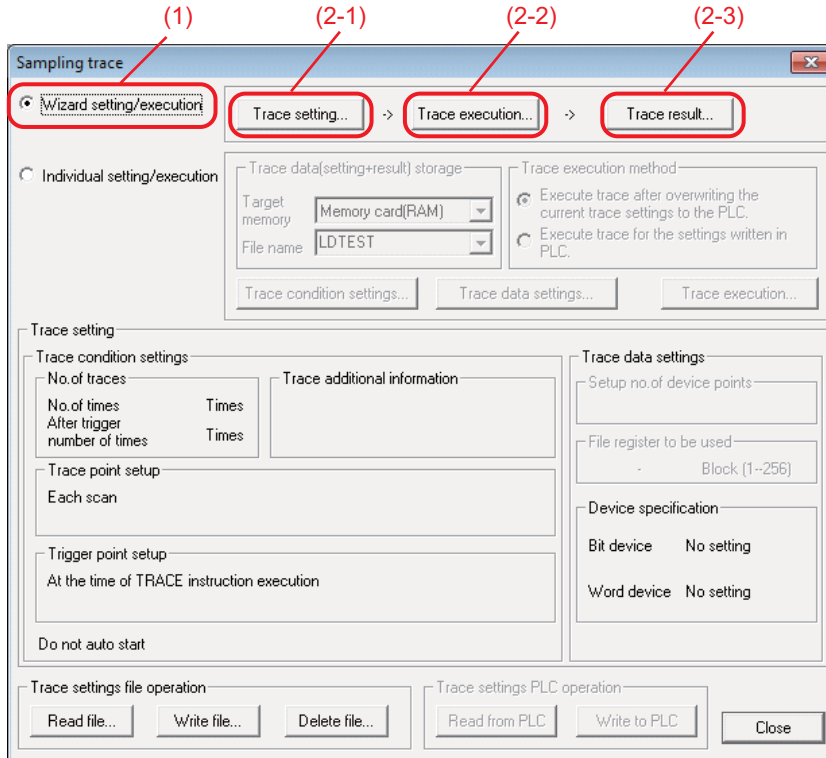 (1) (2-1) (2-2) (2-3)
Sampling trace
Wizard setting/execution
Trace setting... -> Trace execution... -> Trace result...
Individual setting/execution
Trace data(setting+result) storage
Target
memory
Memory card(RAM)
File name
LDTEST
Trace execution method
Execute trace after overwriting the
current trace settings to the PLC.
Execute trace for the settings written in
PLC.
Trace condition settings... Trace data settings... Trace execution...
Trace setting
Trace condition settings
No.of traces
No.of times Times
After trigger
number of times Times
Trace additional information
Trace point setup
Each scan
Trigger point setup
At the time of TRACE instruction execution
Do not auto start
Trace data settings
Setup no.of device points
File register to be used
- Block (1--256)
Device specification
Bit device No setting
Word device No setting
Trace settings file operation
Read file... Write file... Delete file...
Trace settings PLC operation
Read from PLC Write to PLC
Close